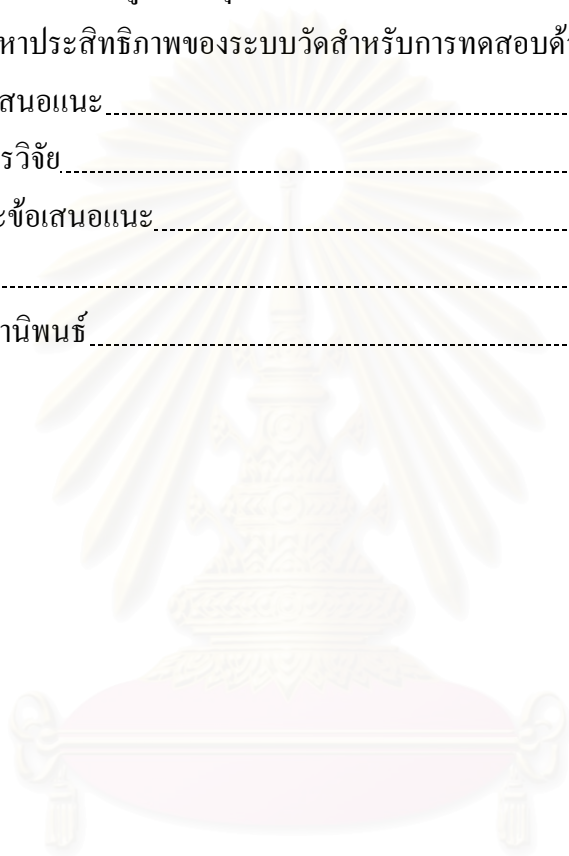 หาประสิทธิภาพของระบบวัดสำหรับการทดสอบด้
สนอแนะ
รวิจัย
ะข้อเสนอแนะ
านิพนธ์